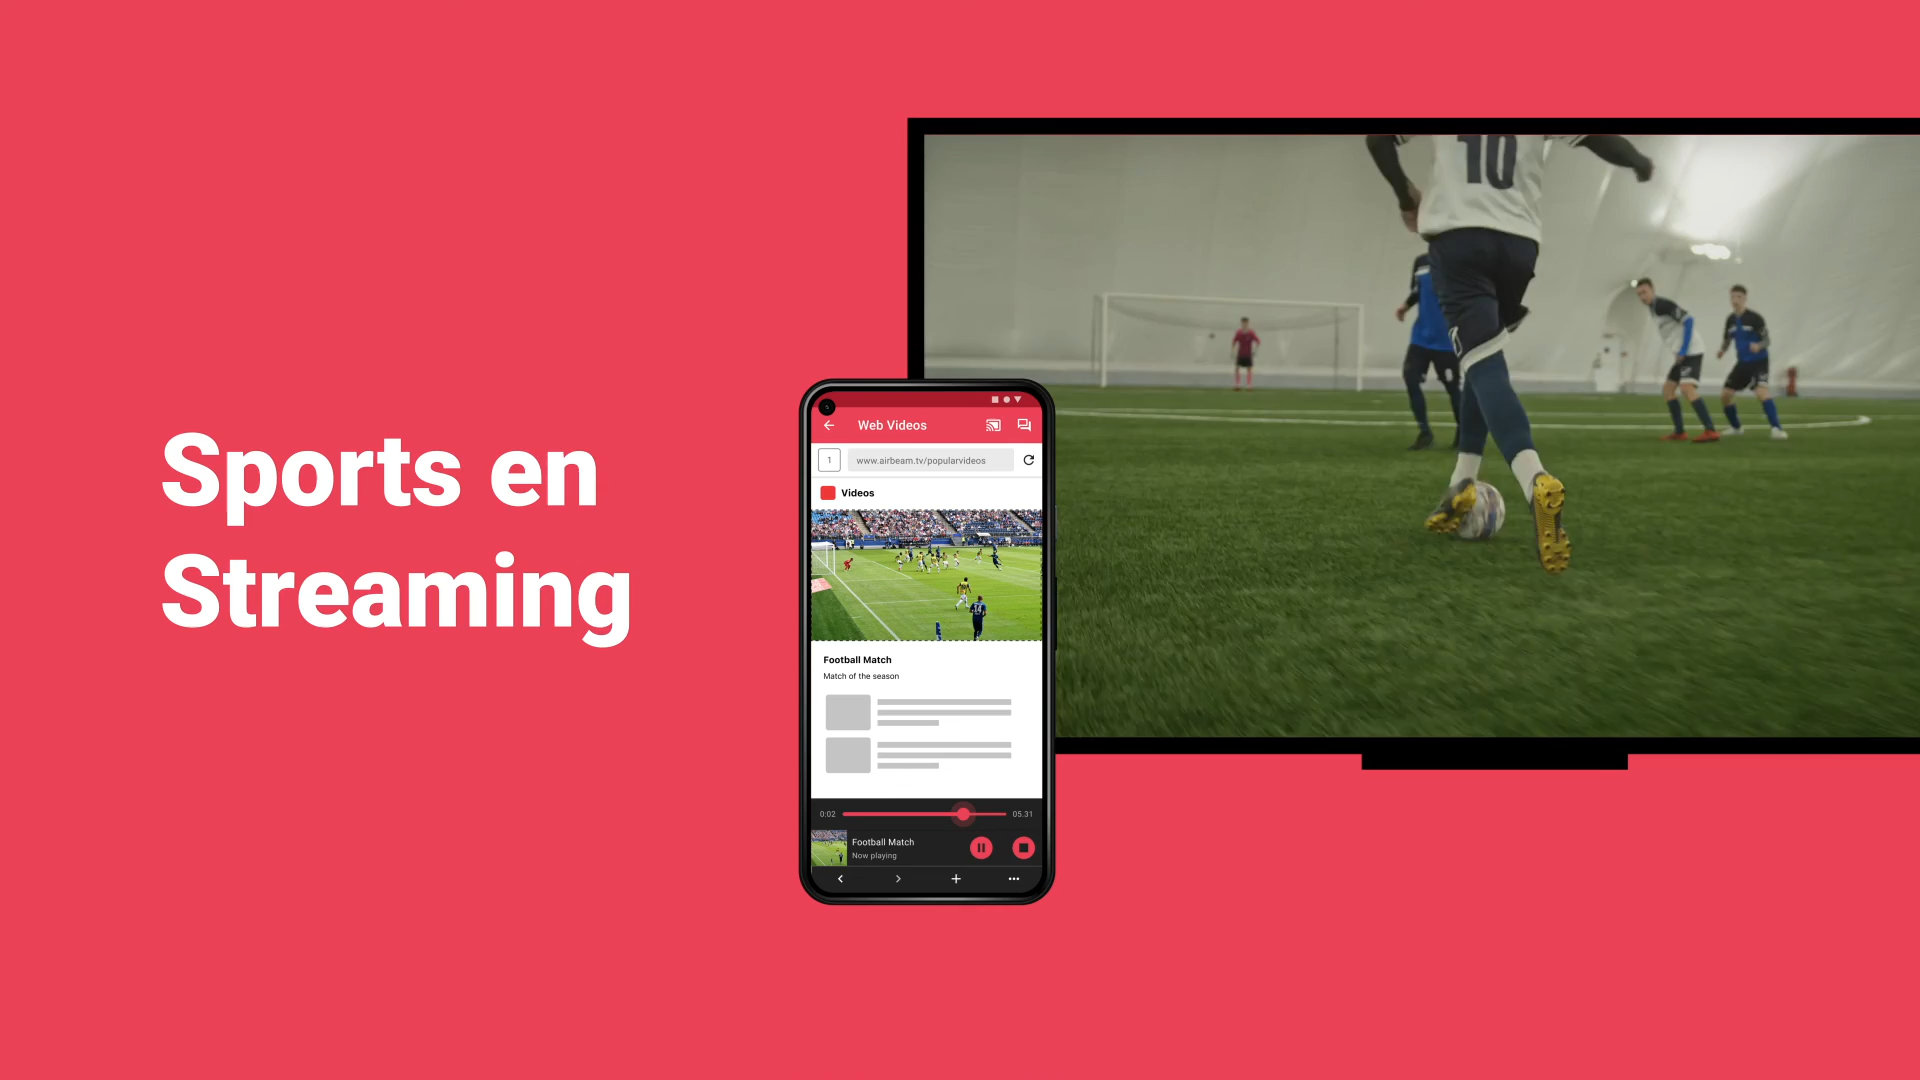 Sports en
Streaming
10
Web Videos
1
www.airbeam.tv/popularvideos
Videos
Football Match
Match of the season
0:02
05.31
Football Match
Now playing